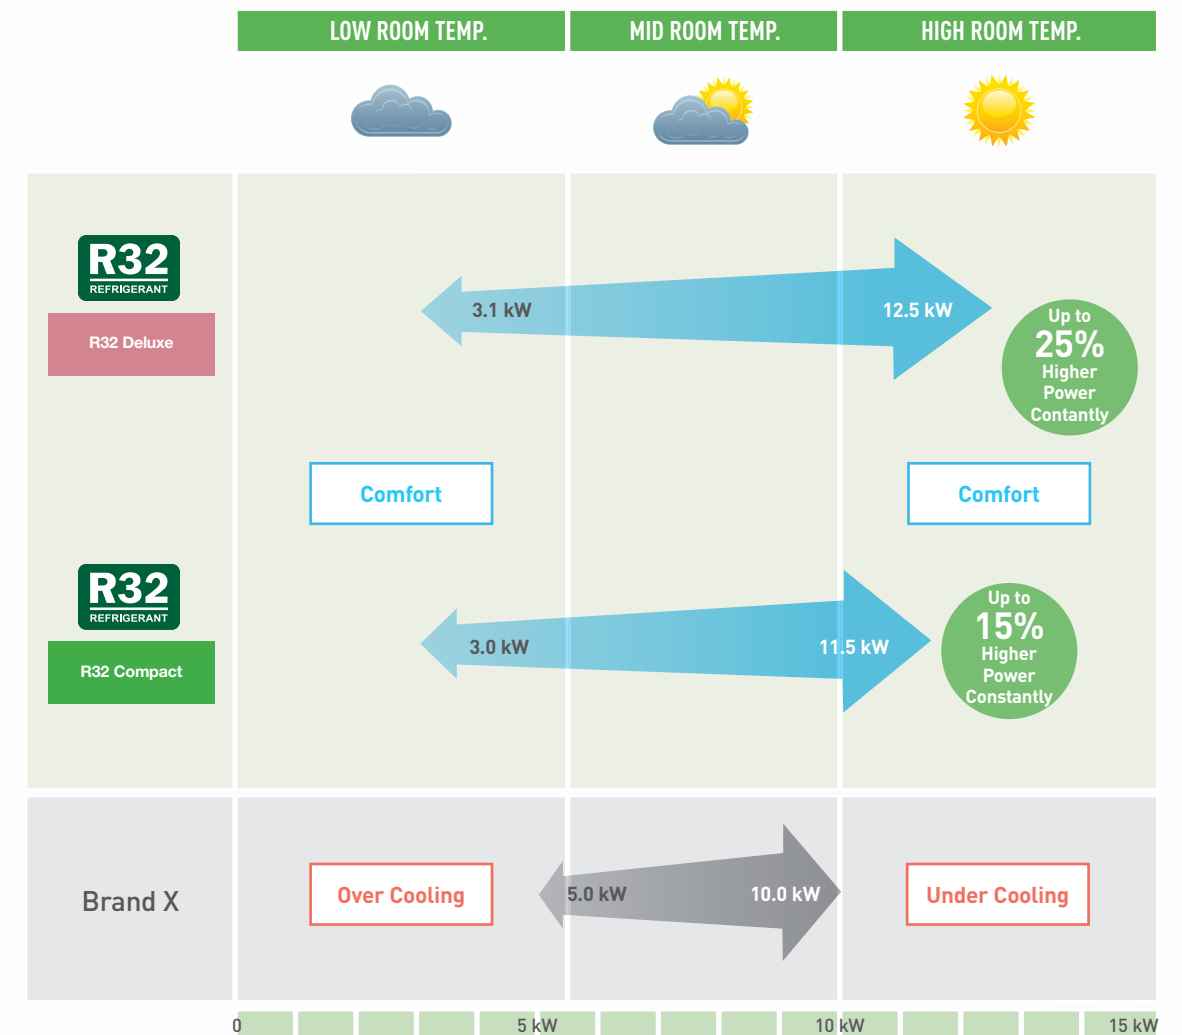 LOW ROOM TEMP.
MID ROOM TEMP.
HIGH ROOM TEMP.
R32
REFRIGERANT
R32 Deluxe
3.1 kW
12.5 kW
Up to
25%
Higher
Power
Contantly
Comfort
Comfort
R32
REFRIGERANT
R32 Compact
3.0 kW
11.5 kW
Up to
15%
Higher
Power
Constantly
Brand X
Over Cooling
5.0 kW
10.0 kW
Under Cooling
0
5 kW
10 kW
15 kW